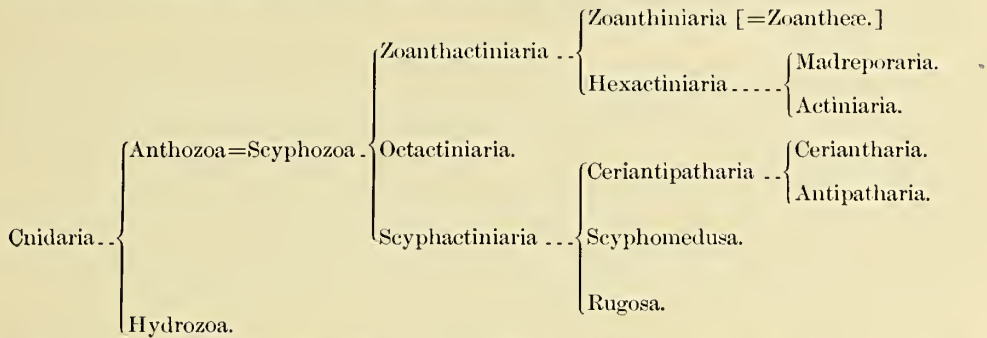 Zoanthiniaria [=Zoantheæ.]
Zoanthactiniaria ..
Madreporaria.
Hexactiniaria .....
Actiniaria.
Anthozoa=Scyphozoa . Octactiniaria.
Ceriantharia.
Ceriantipatharia ..
Antipatharia.
Cnidaria..
Scyphactiniaria ... Scyphomedusa.
Rugosa.
Hydrozoa.